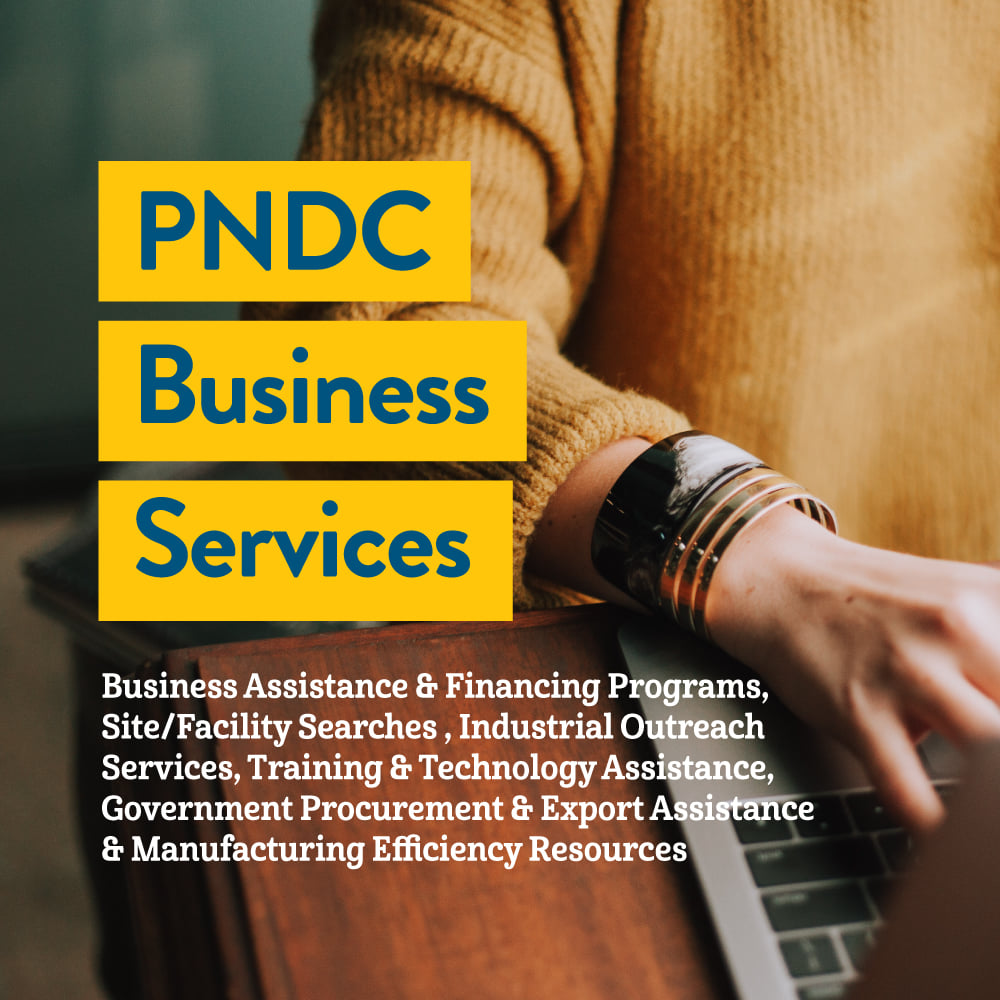 PNDC
Business
Services
Business Assistance & Financing Programs,
Site/Facility Searches , Industrial Outreach
Services, Training & Technology Assistance,
Government Procurement & Export Assistance
& Manufacturing Efficiency Resources